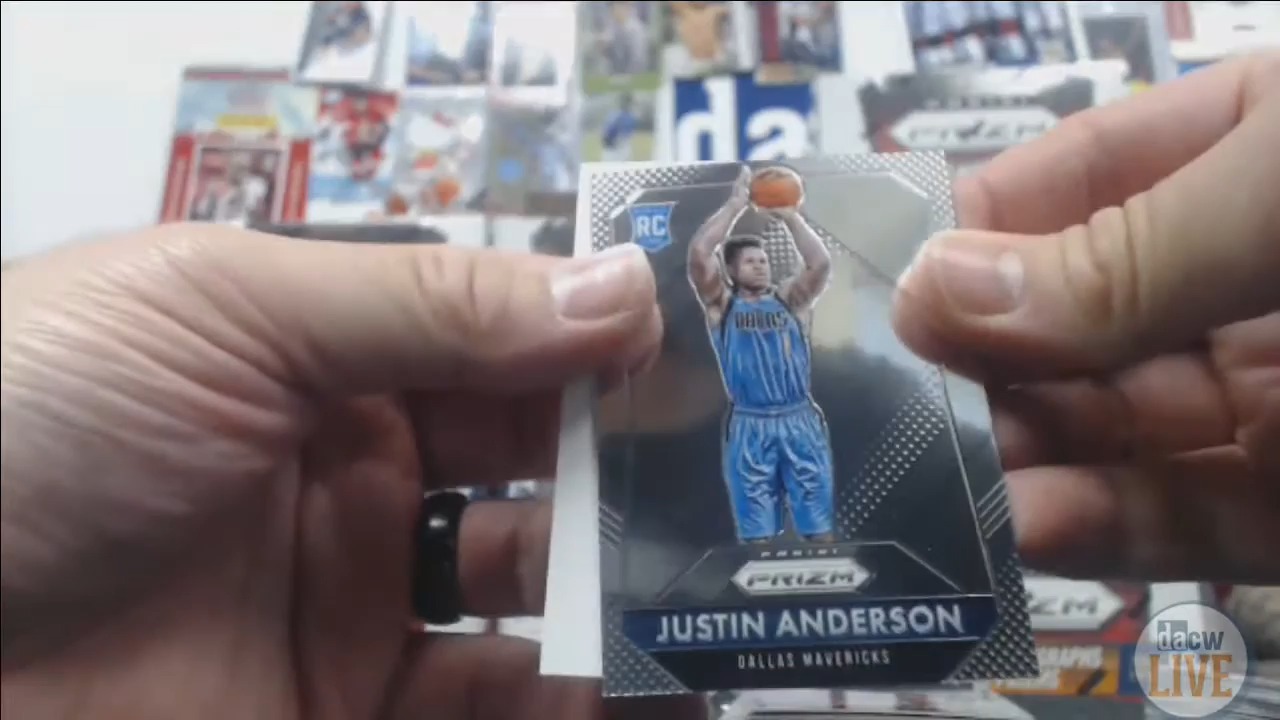 da
PRIZM
RC
DALLAS
PANINI
PRIZM
JUSTIN ANDERSON
DALLAS MAVERICKS
dacw
LIVE